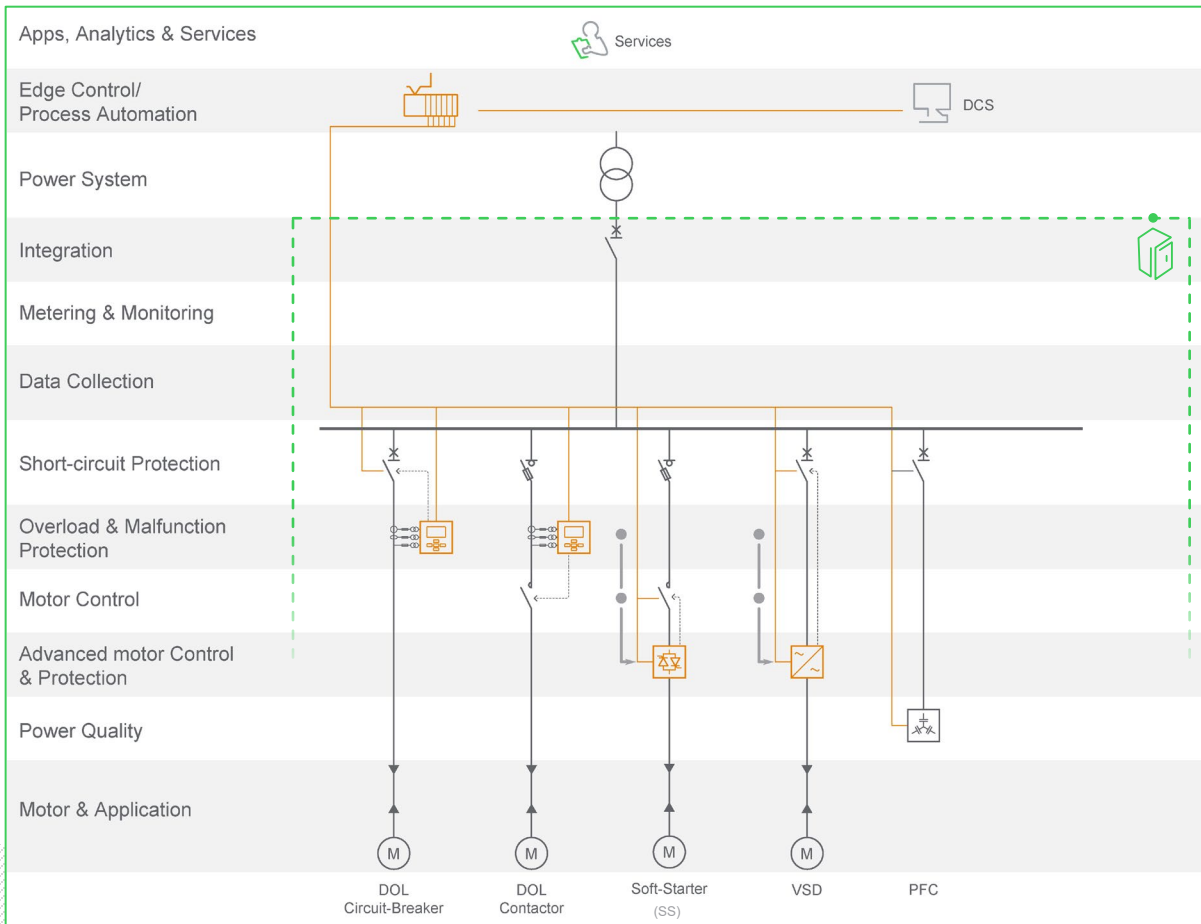 Apps, Analytics & Services
Services
Edge Control/
Process Automation
DCS
Power System
Integration
Metering & Monitoring
Data Collection
Short-circuit Protection
Overload & Malfunction
Protection
Motor Control
Advanced motor Control
& Protection
Power Quality
Motor & Application
M
M
M
M
DOL
Circuit-Breaker
DOL
Contactor
Soft-Starter
(SS)
VSD
PFC